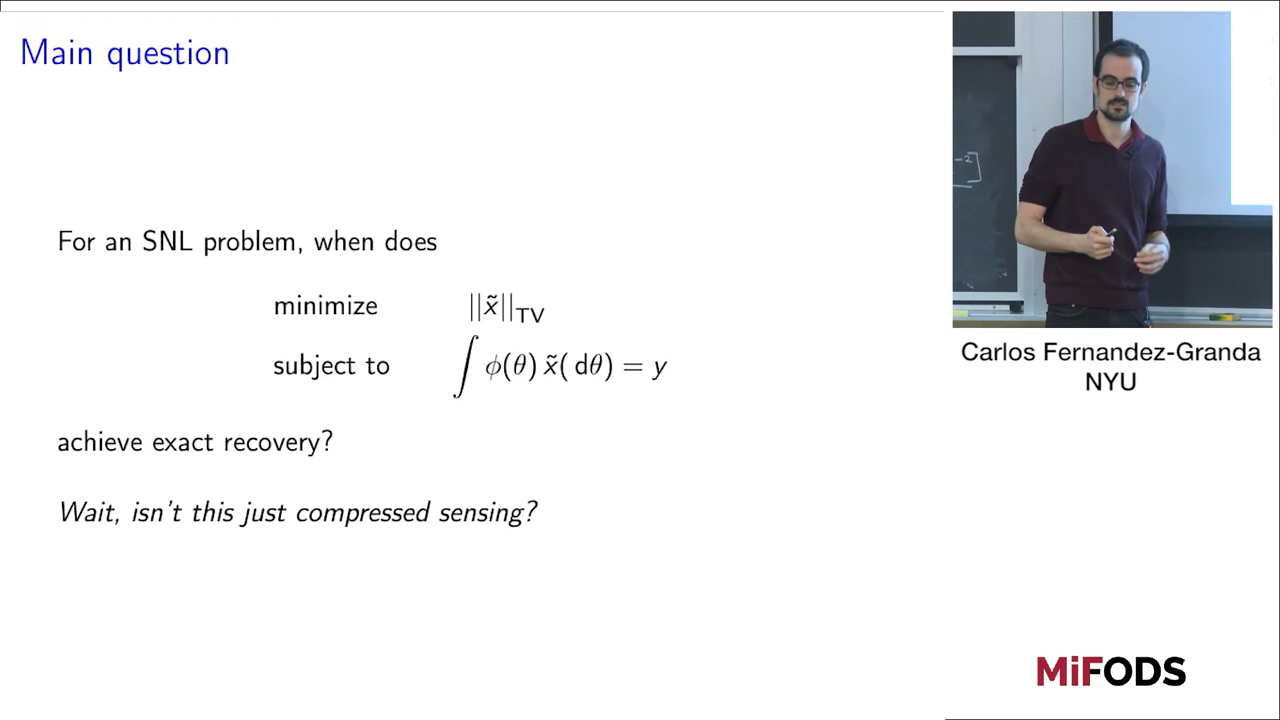 Main question
For an SNL problem, when does
minimize ||x̃||TV
subject to ∫ φ(θ) x̃( dθ) = y
achieve exact recovery?
Wait, isn't this just compressed sensing?
-2]
Carlos Fernandez-Granda
NYU
MiFODS